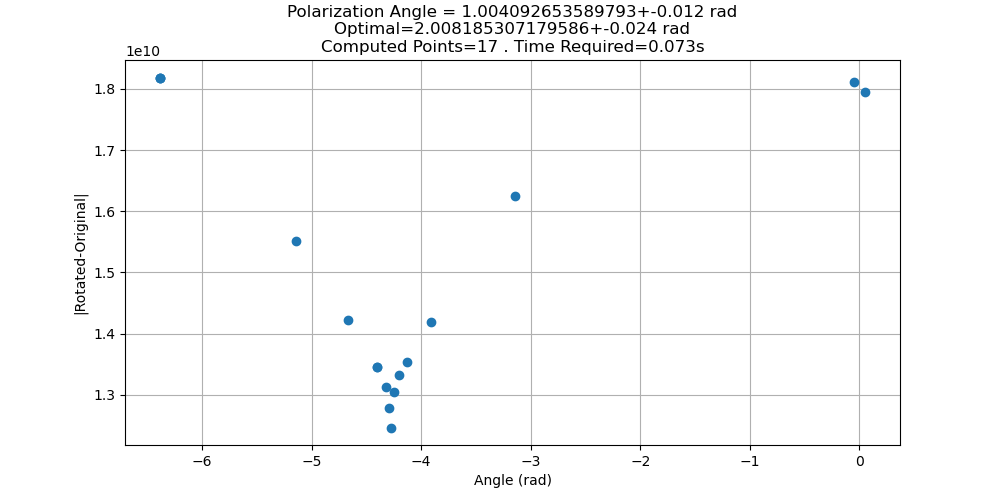 Polarization Angle = 1.004092653589793+-0.012 rad
Optimal=2.008185307179586+-0.024 rad
Computed Points=17 . Time Required=0.073s
1e10
1.8
1.7
1.6
1.5
1.4
1.3
|Rotated-Original|
−6 −5 −4 −3 −2 −1 0
Angle (rad)